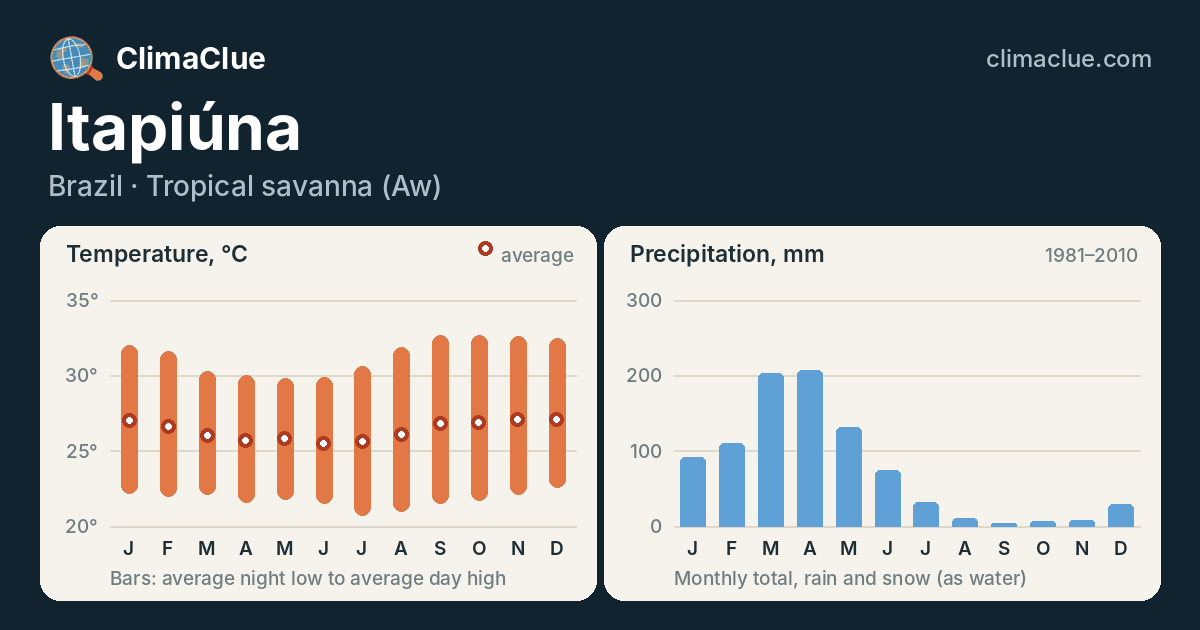 ClimaClue
climaclue.com
Itapiúna
Brazil · Tropical savanna (Aw)
Temperature, °C
average
35°
30°
25°
20°
J F M A M J J A S O N D
Bars: average night low to average day high
Precipitation, mm
1981–2010
300
200
100
0
J F M A M J J A S O N D
Monthly total, rain and snow (as water)